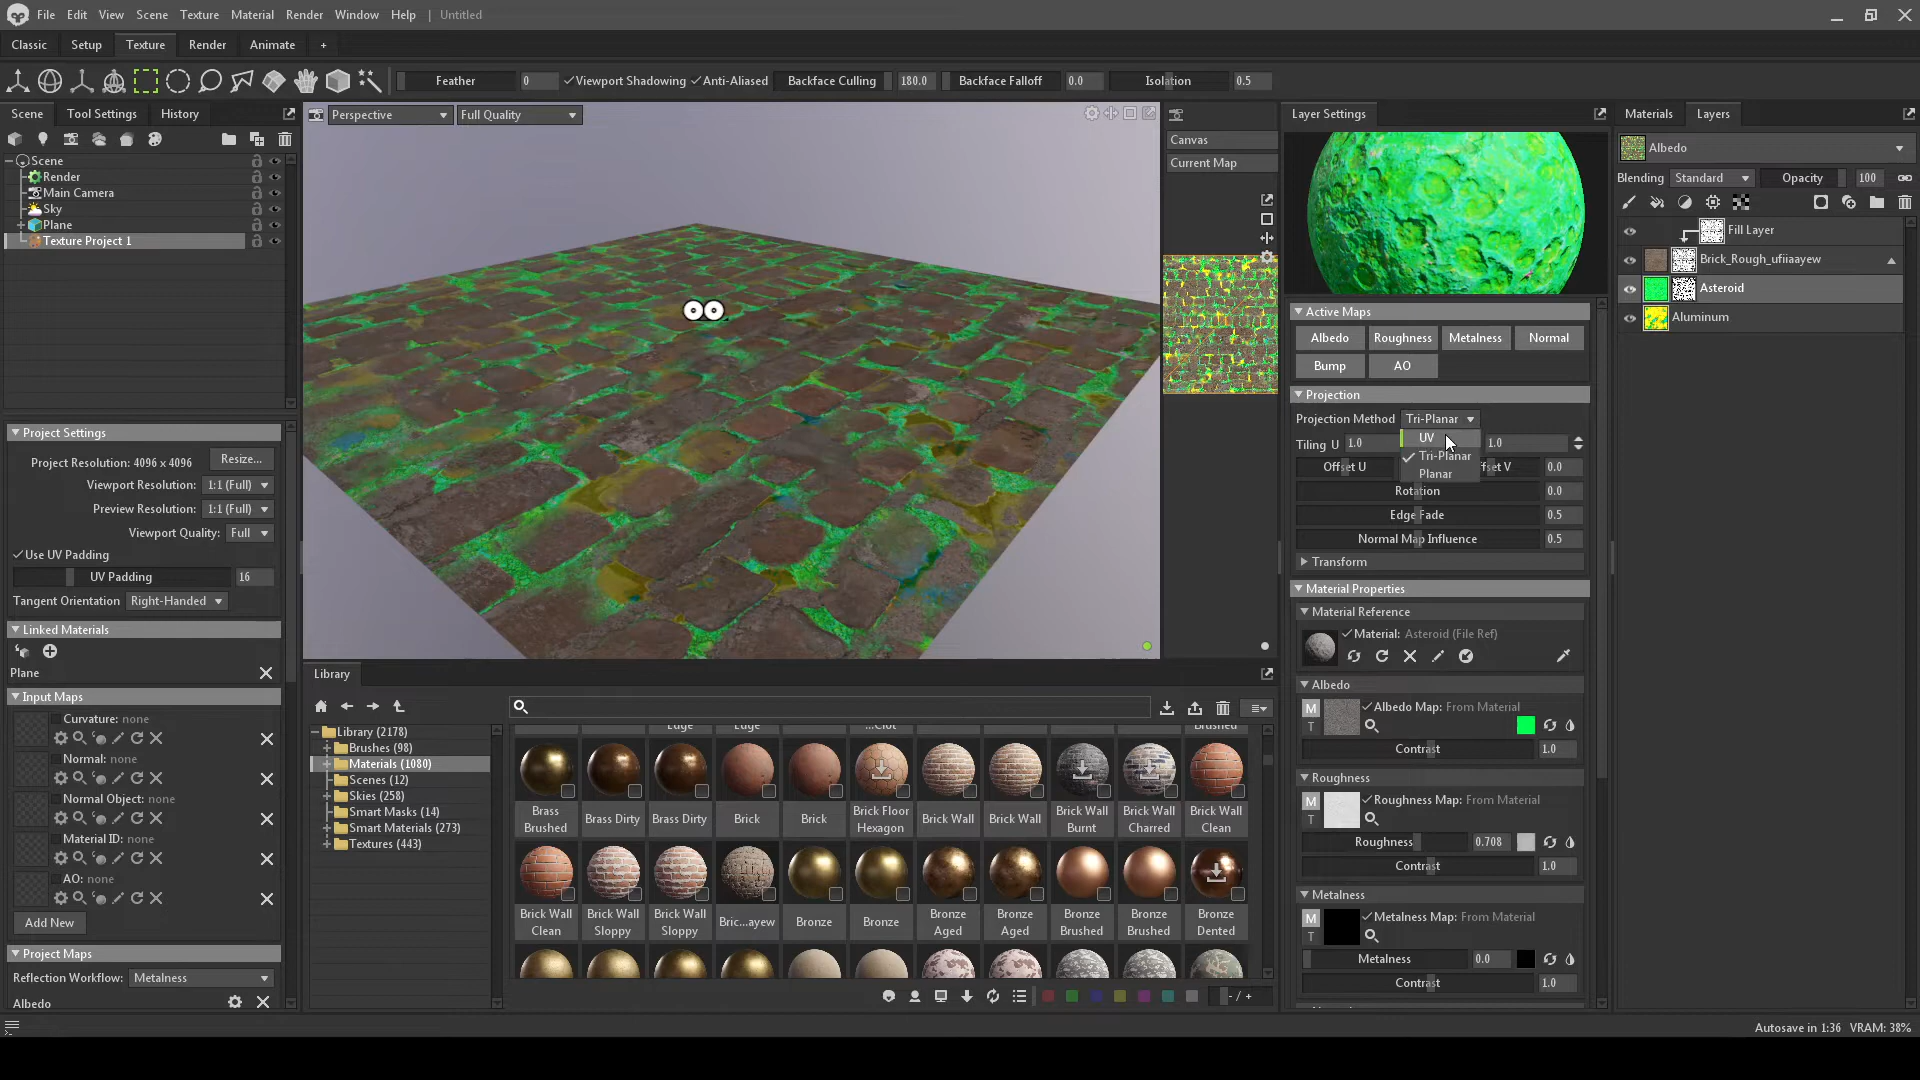 File Edit View Scene Texture Material Render Window Help | Untitled
Classic Setup Texture Render Animate +
Feather 0 Viewport Shadowing Anti-Aliased Backface Culling 180.0 Backface Falloff 0.0 Isolation 0.5
Scene Tool Settings History
Scene
Render
Main Camera
Sky
Plane
Texture Project 1
Project Settings
Project Resolution: 4096 x 4096 Resize...
Viewport Resolution: 1:1 (Full)
Preview Resolution: 1:1 (Full)
Viewport Quality: Full
Use UV Padding
UV Padding 16
Tangent Orientation Right-Handed
Linked Materials
Plane
Input Maps
Curvature: none
Normal: none
Normal Object: none
Material ID: none
AO: none
Add New
Project Maps
Reflection Workflow: Metalness
Albedo
Perspective Full Quality
Canvas
Current Map
Library
Library (2178)
Brushes (98)
Materials (1080)
Scenes (12)
Skies (258)
Smart Masks (14)
Smart Materials (273)
Textures (443)
Edge Edge ...Clot Brushed
Brass Brushed
Brass Dirty
Brass Dirty
Brick
Brick
Brick Floor Hexagon
Brick Wall
Brick Wall
Brick Wall Burnt
Brick Wall Charred
Brick Wall Clean
Brick Wall Clean
Brick Wall Sloppy
Brick Wall Sloppy
Bric...ayew
Bronze
Bronze
Bronze Aged
Bronze Aged
Bronze Brushed
Bronze Brushed
Bronze Dented
- / +
Layer Settings
Active Maps
Albedo Roughness Metalness Normal
Bump AO
Projection
Projection Method Tri-Planar
UV
Tri-Planar
Planar
Tiling U 1.0 1.0
Offset U ffset V 0.0
Rotation 0.0
Edge Fade 0.5
Normal Map Influence 0.5
Transform
Material Properties
Material Reference
Material: Asteroid (File Ref)
Albedo
M
T
Albedo Map: From Material
Contrast 1.0
Roughness
M
T
Roughness Map: From Material
Roughness 0.708
Contrast 1.0
Metalness
M
T
Metalness Map: From Material
Metalness 0.0
Contrast 1.0
Materials Layers
Albedo
Blending Standard Opacity 100
Fill Layer
Brick_Rough_ufiiaayew
Asteroid
Aluminum
Autosave in 1:36 VRAM: 38%